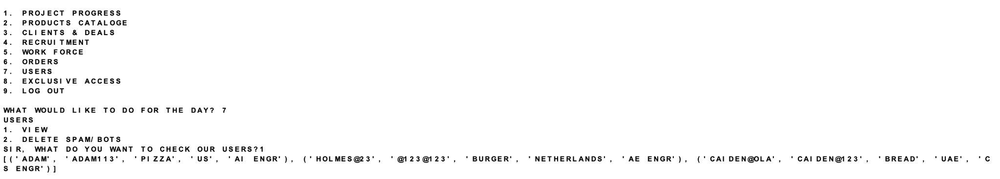 1. PROJECT PROGRESS
2. PRODUCTS CATALOGE
3. CLIENTS & DEALS
4. RECRUITMENT
5. WORK FORCE
6. ORDERS
7. USERS
8. EXCLUSIVE ACCESS
9. LOG OUT
WHAT WOULD LIKE TO DO FOR THE DAY? 7
USERS
1. VIEW
2. DELETE SPAM/BOTS
SIR, WHAT DO YOU WANT TO CHECK OUR USERS?1
[('ADAM', 'ADAM113', 'PIZZA', 'US', 'AI ENGR'), ('HOLMES@23', '@123@123', 'BURGER', 'NETHERLANDS', 'AE ENGR'), ('CAIDEN@OLA', 'CAIDEN@123', 'BREAD', 'UAE', 'C
S ENGR')]